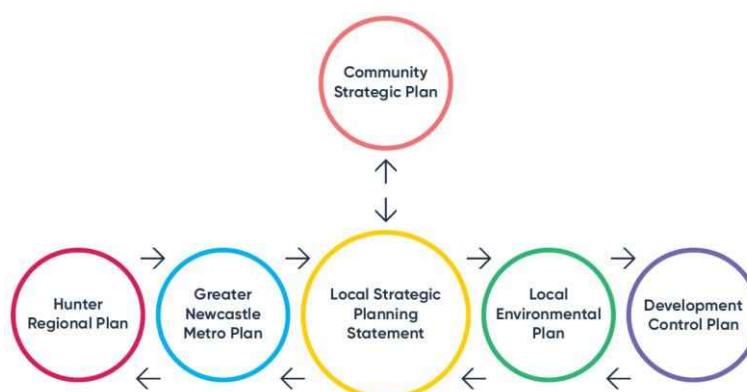 Community
Strategic Plan
Hunter
Regional Plan
Greater
Newcastle
Metro Plan
Local Strategic
Planning
Statement
Local
Environmental
Plan
Development
Control Plan